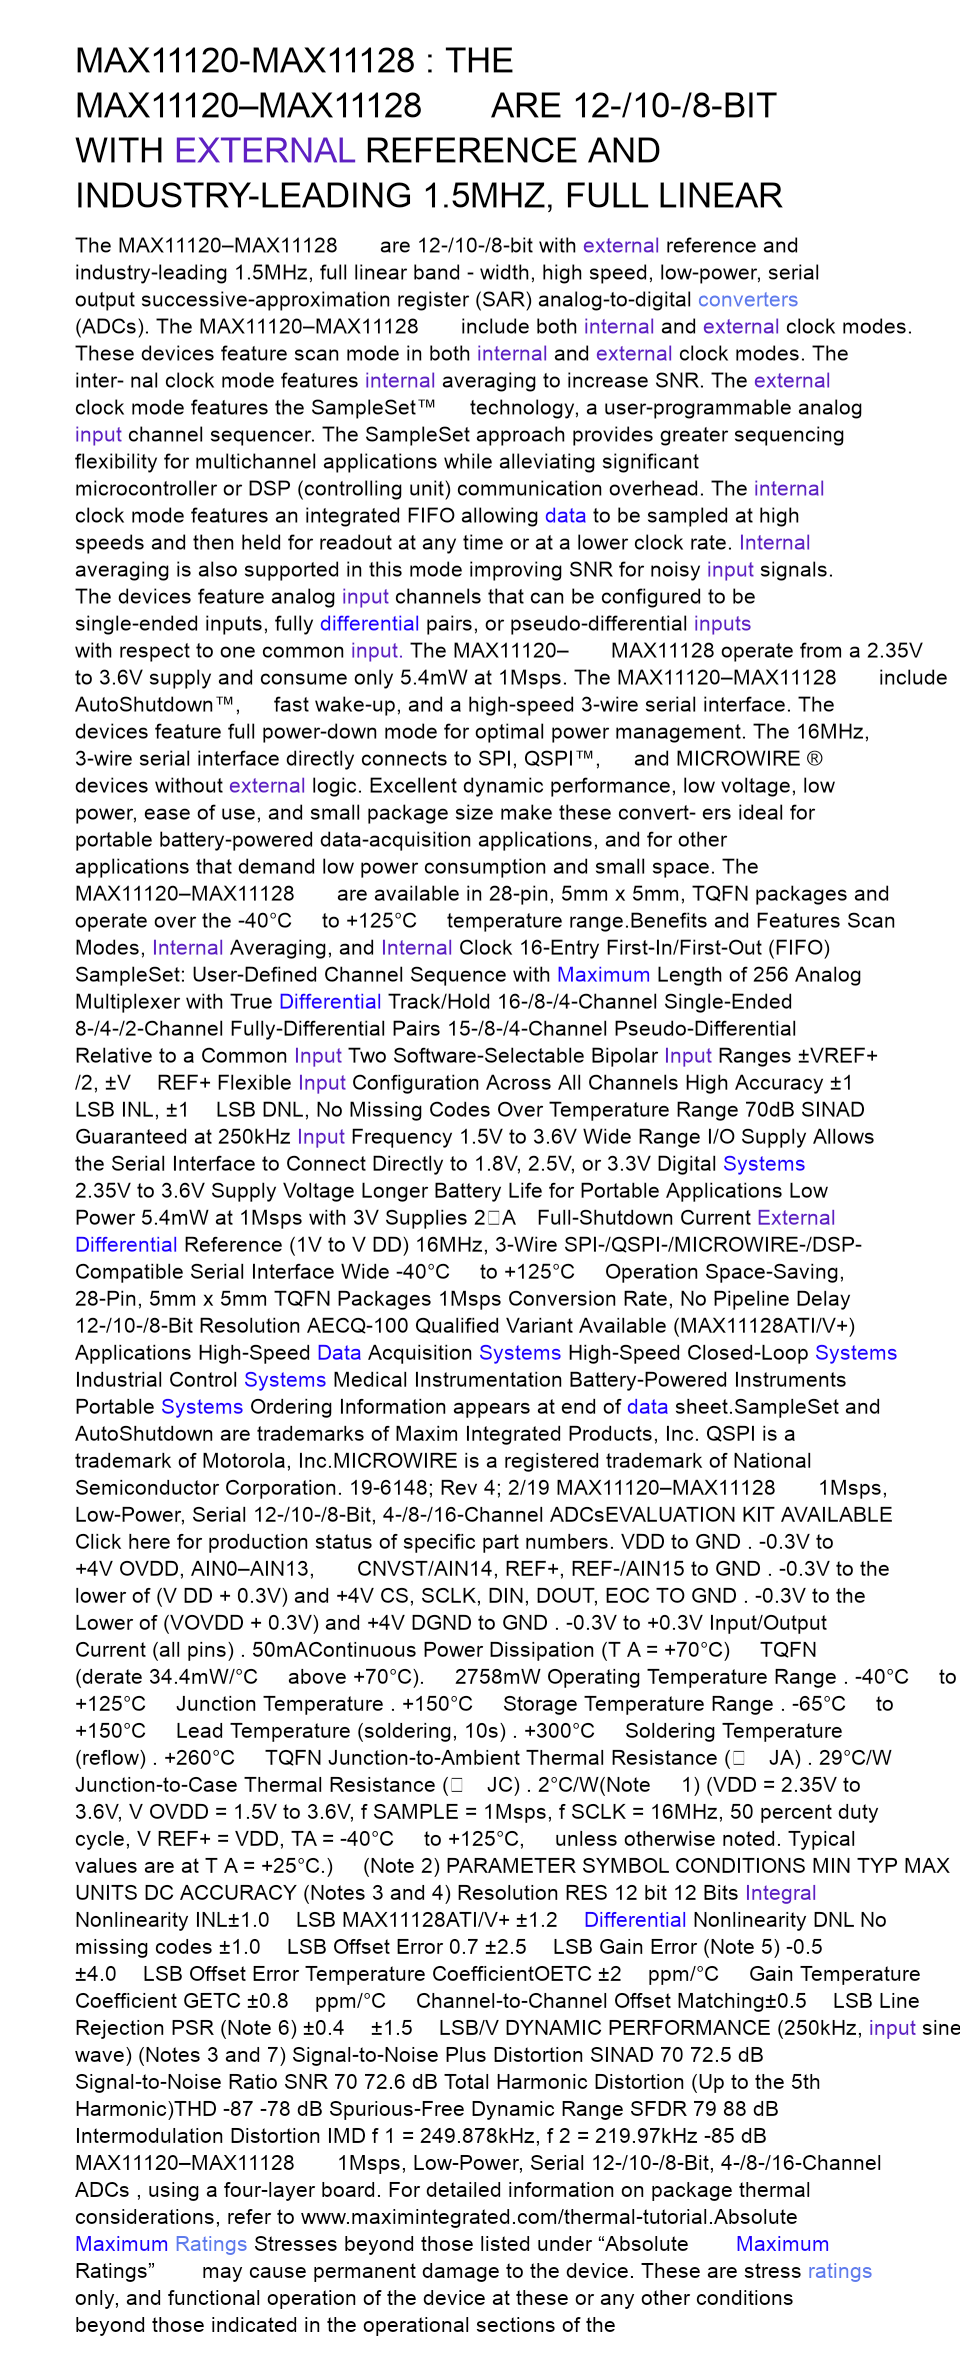 MAX11120-MAX11128 : THE
MAX11120–MAX11128 ARE 12-/10-/8-BIT
WITH EXTERNAL REFERENCE AND
INDUSTRY-LEADING 1.5MHZ, FULL LINEAR
The MAX11120–MAX11128 are 12-/10-/8-bit with external reference and
industry-leading 1.5MHz, full linear band - width, high speed, low-power, serial
output successive-approximation register (SAR) analog-to-digital converters
(ADCs). The MAX11120–MAX11128 include both internal and external clock modes.
These devices feature scan mode in both internal and external clock modes. The
inter- nal clock mode features internal averaging to increase SNR. The external
clock mode features the SampleSet™ technology, a user-programmable analog
input channel sequencer. The SampleSet approach provides greater sequencing
flexibility for multichannel applications while alleviating significant
microcontroller or DSP (controlling unit) communication overhead. The internal
clock mode features an integrated FIFO allowing data to be sampled at high
speeds and then held for readout at any time or at a lower clock rate. Internal
averaging is also supported in this mode improving SNR for noisy input signals.
The devices feature analog input channels that can be configured to be
single-ended inputs, fully differential pairs, or pseudo-differential inputs
with respect to one common input. The MAX11120– MAX11128 operate from a 2.35V
to 3.6V supply and consume only 5.4mW at 1Msps. The MAX11120–MAX11128 include
AutoShutdown™, fast wake-up, and a high-speed 3-wire serial interface. The
devices feature full power-down mode for optimal power management. The 16MHz,
3-wire serial interface directly connects to SPI, QSPI™, and MICROWIRE ®
devices without external logic. Excellent dynamic performance, low voltage, low
power, ease of use, and small package size make these convert- ers ideal for
portable battery-powered data-acquisition applications, and for other
applications that demand low power consumption and small space. The
MAX11120–MAX11128 are available in 28-pin, 5mm x 5mm, TQFN packages and
operate over the -40°C to +125°C temperature range.Benefits and Features Scan
Modes, Internal Averaging, and Internal Clock 16-Entry First-In/First-Out (FIFO)
SampleSet: User-Defined Channel Sequence with Maximum Length of 256 Analog
Multiplexer with True Differential Track/Hold 16-/8-/4-Channel Single-Ended
8-/4-/2-Channel Fully-Differential Pairs 15-/8-/4-Channel Pseudo-Differential
Relative to a Common Input Two Software-Selectable Bipolar Input Ranges ±VREF+
/2, ±V REF+ Flexible Input Configuration Across All Channels High Accuracy ±1
LSB INL, ±1 LSB DNL, No Missing Codes Over Temperature Range 70dB SINAD
Guaranteed at 250kHz Input Frequency 1.5V to 3.6V Wide Range I/O Supply Allows
the Serial Interface to Connect Directly to 1.8V, 2.5V, or 3.3V Digital Systems
2.35V to 3.6V Supply Voltage Longer Battery Life for Portable Applications Low
Power 5.4mW at 1Msps with 3V Supplies 2□A Full-Shutdown Current External
Differential Reference (1V to V DD) 16MHz, 3-Wire SPI-/QSPI-/MICROWIRE-/DSP-
Compatible Serial Interface Wide -40°C to +125°C Operation Space-Saving,
28-Pin, 5mm x 5mm TQFN Packages 1Msps Conversion Rate, No Pipeline Delay
12-/10-/8-Bit Resolution AECQ-100 Qualified Variant Available (MAX11128ATI/V+)
Applications High-Speed Data Acquisition Systems High-Speed Closed-Loop Systems
Industrial Control Systems Medical Instrumentation Battery-Powered Instruments
Portable Systems Ordering Information appears at end of data sheet.SampleSet and
AutoShutdown are trademarks of Maxim Integrated Products, Inc. QSPI is a
trademark of Motorola, Inc.MICROWIRE is a registered trademark of National
Semiconductor Corporation. 19-6148; Rev 4; 2/19 MAX11120–MAX11128 1Msps,
Low-Power, Serial 12-/10-/8-Bit, 4-/8-/16-Channel ADCsEVALUATION KIT AVAILABLE
Click here for production status of specific part numbers. VDD to GND . -0.3V to
+4V OVDD, AIN0–AIN13, CNVST/AIN14, REF+, REF-/AIN15 to GND . -0.3V to the
lower of (V DD + 0.3V) and +4V CS, SCLK, DIN, DOUT, EOC TO GND . -0.3V to the
Lower of (VOVDD + 0.3V) and +4V DGND to GND . -0.3V to +0.3V Input/Output
Current (all pins) . 50mAContinuous Power Dissipation (T A = +70°C) TQFN
(derate 34.4mW/°C above +70°C). 2758mW Operating Temperature Range . -40°C to
+125°C Junction Temperature . +150°C Storage Temperature Range . -65°C to
+150°C Lead Temperature (soldering, 10s) . +300°C Soldering Temperature
(reflow) . +260°C TQFN Junction-to-Ambient Thermal Resistance (□ JA) . 29°C/W
Junction-to-Case Thermal Resistance (□ JC) . 2°C/W(Note 1) (VDD = 2.35V to
3.6V, V OVDD = 1.5V to 3.6V, f SAMPLE = 1Msps, f SCLK = 16MHz, 50 percent duty
cycle, V REF+ = VDD, TA = -40°C to +125°C, unless otherwise noted. Typical
values are at T A = +25°C.) (Note 2) PARAMETER SYMBOL CONDITIONS MIN TYP MAX
UNITS DC ACCURACY (Notes 3 and 4) Resolution RES 12 bit 12 Bits Integral
Nonlinearity INL±1.0 LSB MAX11128ATI/V+ ±1.2 Differential Nonlinearity DNL No
missing codes ±1.0 LSB Offset Error 0.7 ±2.5 LSB Gain Error (Note 5) -0.5
±4.0 LSB Offset Error Temperature CoefficientOETC ±2 ppm/°C Gain Temperature
Coefficient GETC ±0.8 ppm/°C Channel-to-Channel Offset Matching±0.5 LSB Line
Rejection PSR (Note 6) ±0.4 ±1.5 LSB/V DYNAMIC PERFORMANCE (250kHz, input sine
wave) (Notes 3 and 7) Signal-to-Noise Plus Distortion SINAD 70 72.5 dB
Signal-to-Noise Ratio SNR 70 72.6 dB Total Harmonic Distortion (Up to the 5th
Harmonic)THD -87 -78 dB Spurious-Free Dynamic Range SFDR 79 88 dB
Intermodulation Distortion IMD f 1 = 249.878kHz, f 2 = 219.97kHz -85 dB
MAX11120–MAX11128 1Msps, Low-Power, Serial 12-/10-/8-Bit, 4-/8-/16-Channel
ADCs , using a four-layer board. For detailed information on package thermal
considerations, refer to www.maximintegrated.com/thermal-tutorial.Absolute
Maximum Ratings Stresses beyond those listed under “Absolute Maximum
Ratings” may cause permanent damage to the device. These are stress ratings
only, and functional operation of the device at these or any other conditions
beyond those indicated in the operational sections of the